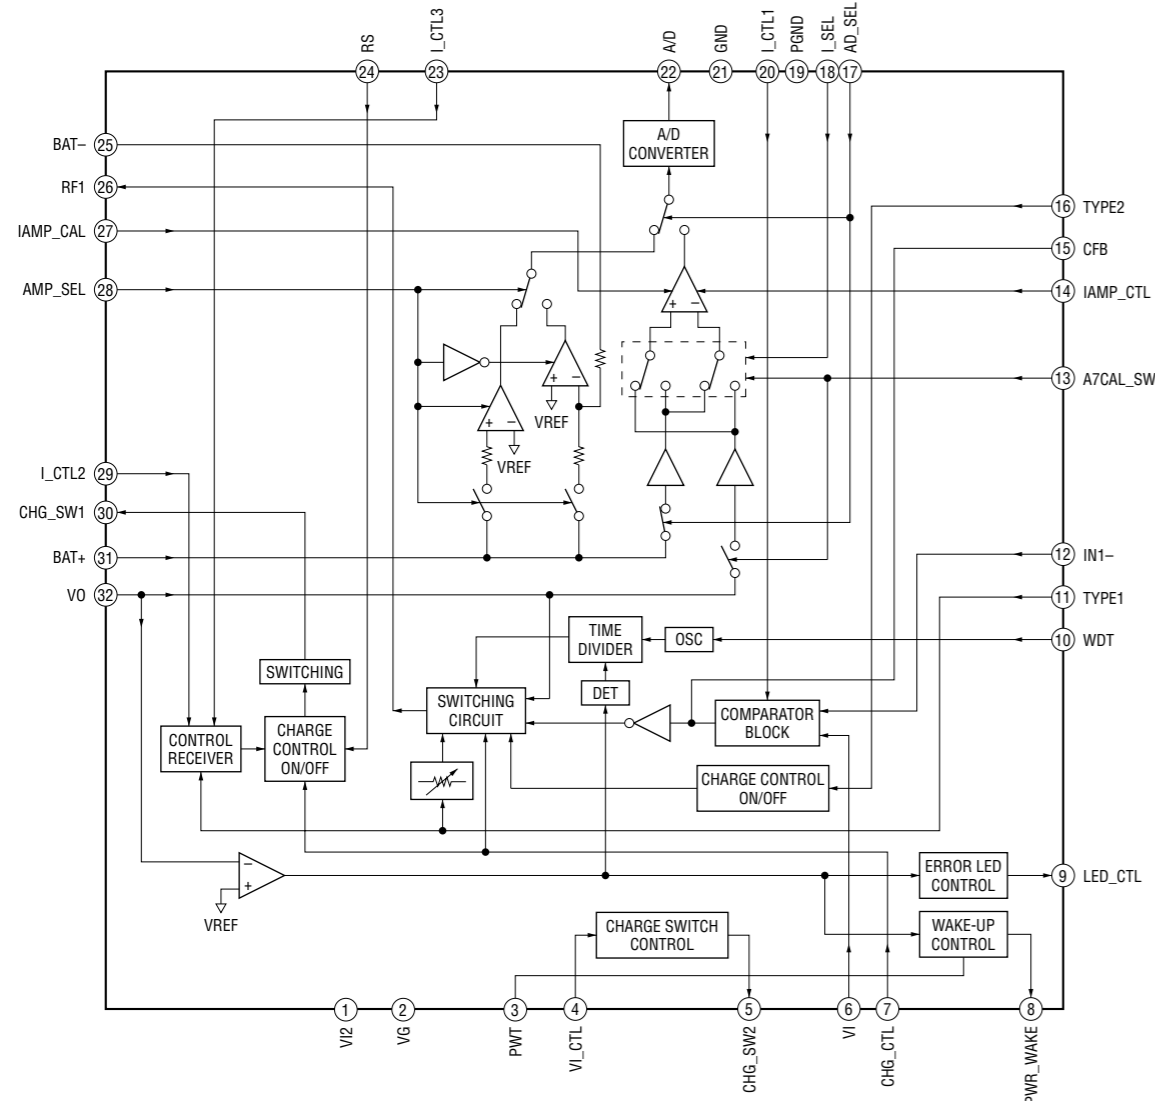 RS
I_CTL3
A/D
GND
I_CTL1
PGND
I_SEL
AD_SEL
24
23
22
21
20
19
18
17
BAT–
25
RF1
26
IAMP_CAL
27
AMP_SEL
28
I_CTL2
29
CHG_SW1
30
BAT+
31
VO
32
A/D
CONVERTER
16
TYPE2
15
CFB
14
IAMP_CTL
13
A7CAL_SW
12
IN1–
11
TYPE1
10
WDT
9
LED_CTL
+
–
+
–
+
–
VREF
VREF
TIME
DIVIDER
OSC
DET
SWITCHING
SWITCHING
CIRCUIT
COMPARATOR
BLOCK
CONTROL
RECEIVER
CHARGE
CONTROL
ON/OFF
CHARGE CONTROL
ON/OFF
–
+
VREF
ERROR LED
CONTROL
CHARGE SWITCH
CONTROL
WAKE-UP
CONTROL
1
2
3
4
5
6
7
8
VI2
VG
PWT
VI_CTL
CHG_SW2
VI
CHG_CTL
PWR_WAKE